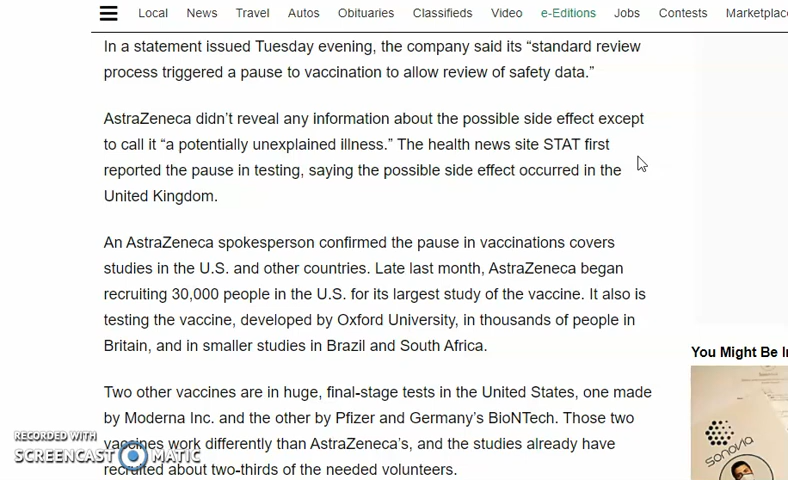 Local News Travel Autos Obituaries Classifieds Video e-Editions Jobs Contests Marketplace
In a statement issued Tuesday evening, the company said its “standard review
process triggered a pause to vaccination to allow review of safety data.”
AstraZeneca didn’t reveal any information about the possible side effect except
to call it “a potentially unexplained illness.” The health news site STAT first
reported the pause in testing, saying the possible side effect occurred in the
United Kingdom.
An AstraZeneca spokesperson confirmed the pause in vaccinations covers
studies in the U.S. and other countries. Late last month, AstraZeneca began
recruiting 30,000 people in the U.S. for its largest study of the vaccine. It also is
testing the vaccine, developed by Oxford University, in thousands of people in
Britain, and in smaller studies in Brazil and South Africa.
You Might Be In
Two other vaccines are in huge, final-stage tests in the United States, one made
by Moderna Inc. and the other by Pfizer and Germany’s BioNTech. Those two
vaccines work differently than AstraZeneca’s, and the studies already have
recruited about two-thirds of the needed volunteers.
RECORDED WITH
SCREENCAST MATIC
sonovia